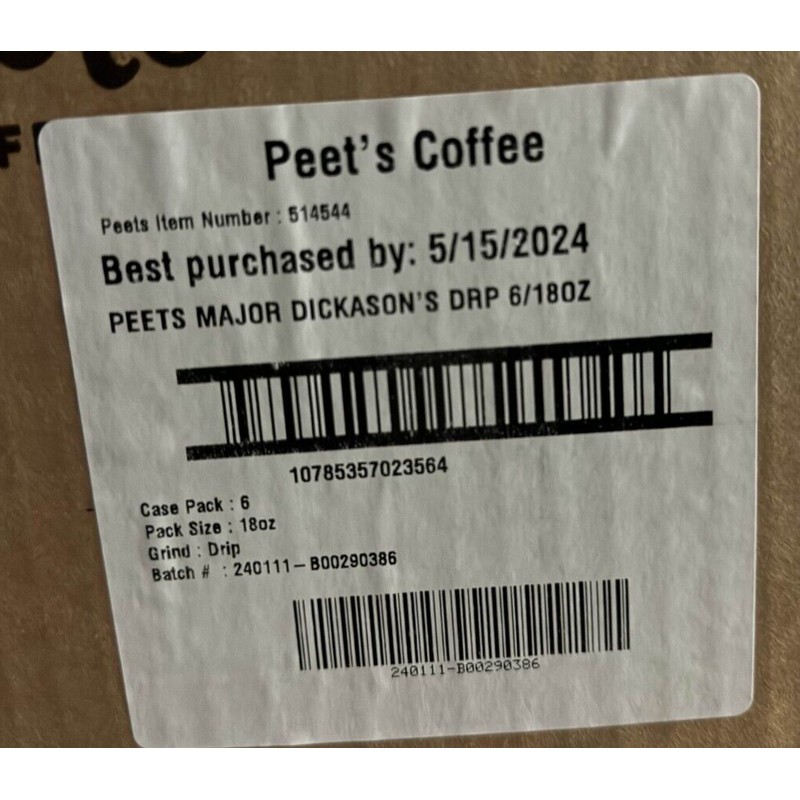 Peet's Coffee
Peets Item Number : 514544
Best purchased by: 5/15/2024
PEETS MAJOR DICKASON'S DRP 6/18OZ
10785357023564
Case Pack : 6
Pack Size : 18oz
Grind : Drip
Batch # : 240111-B00290386
240111-B00290386